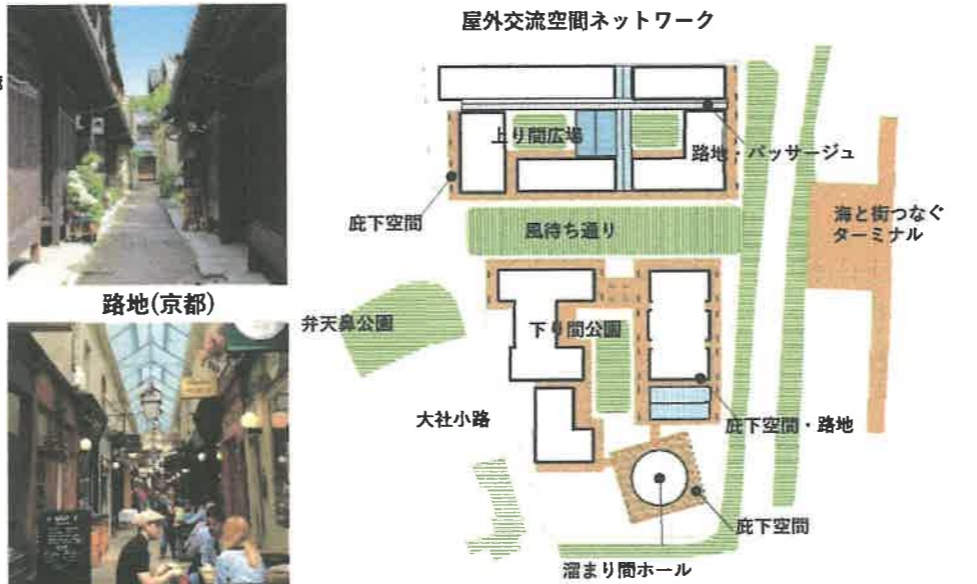 屋外交流空間ネットワーク
上り間広場
路地・パッサージュ
庇下空間
風待ち通り
海と街つなぐ
ターミナル
路地(京都)
弁天鼻公園
下り間公園
大社小路
庇下空間・路地
庇下空間
溜まり間ホール